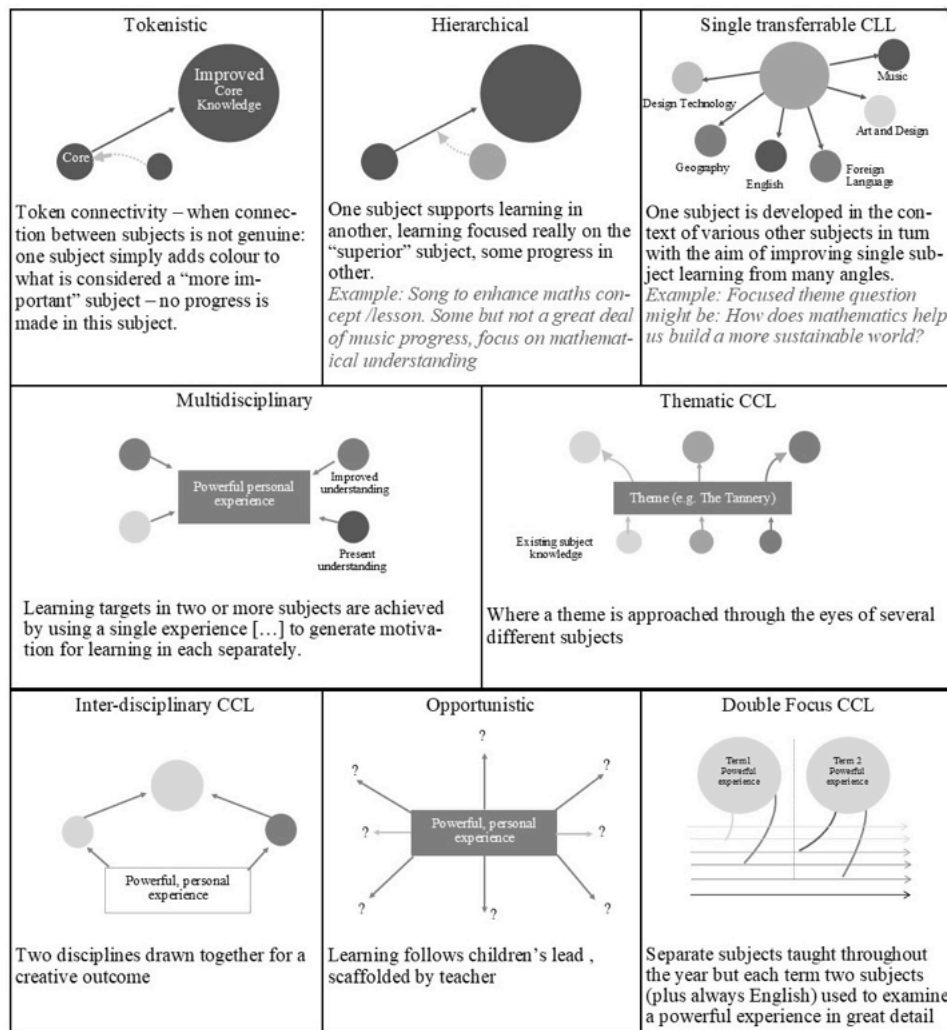 Tokenistic
Improved
Core
Knowledge
Core
Token connectivity – when connec-
tion between subjects is not genuine:
one subject simply adds colour to
what is considered a “more im-
portant” subject – no progress is
made in this subject.
Hierarchical
One subject supports learning in
another, learning focused really on the
“superior” subject, some progress in
other.
Example: Song to enhance maths con-
cept /lesson. Some but not a great deal
of music progress, focus on mathemat-
ical understanding
Single transferrable CLL
Music
Design Technology
Art and Design
Geography
English
Foreign
Language
One subject is developed in the con-
text of various other subjects in turn
with the aim of improving single sub-
ject learning from many angles.
Example: Focused theme question
might be: How does mathematics help
us build a more sustainable world?
Multidisciplinary
Powerful personal
experience
Improved
understanding
Present
understanding
Learning targets in two or more subjects are achieved
by using a single experience […] to generate motiva-
tion for learning in each separately.
Thematic CCL
Theme (e.g. The Tannery)
Existing subject
knowledge
Where a theme is approached through the eyes of several
different subjects
Inter-disciplinary CCL
Powerful, personal
experience
Two disciplines drawn together for a
creative outcome
Opportunistic
?
? ?
Powerful, personal
experience
? ?
? ?
?
Learning follows children’s lead ,
scaffolded by teacher
Double Focus CCL
Term1
Powerful
experience
Term 2
Powerful
experience
Separate subjects taught throughout
the year but each term two subjects
(plus always English) used to examine
a powerful experience in great detail